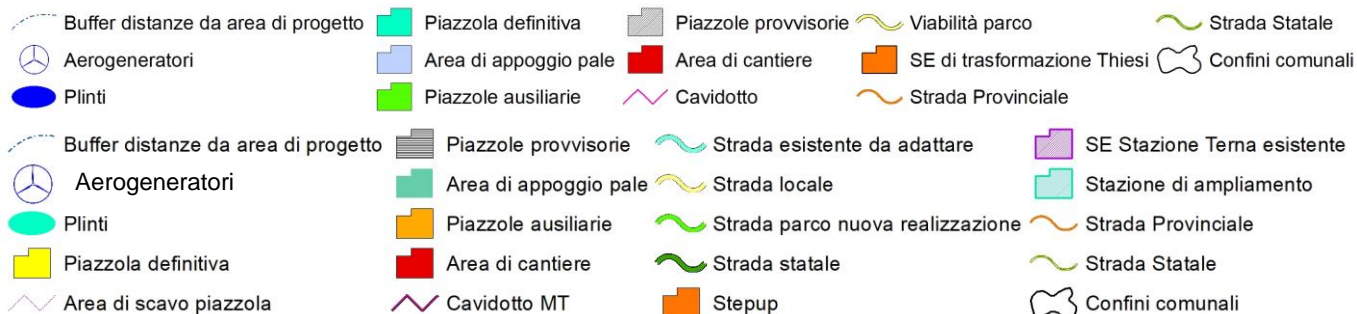 Buffer distanze da area di progetto Piazzola definitiva Piazzole provvisorie Viabilità parco Strada Statale
Aerogeneratori Area di appoggio pale Area di cantiere SE di trasformazione Thiesi Confini comunali
Plinti Piazzole ausiliarie Cavidotto Strada Provinciale
Buffer distanze da area di progetto Piazzole provvisorie Strada esistente da adattare SE Stazione Terna esistente
Aerogeneratori Area di appoggio pale Strada locale Stazione di ampliamento
Plinti Piazzole ausiliarie Strada parco nuova realizzazione Strada Provinciale
Piazzola definitiva Area di cantiere Strada statale Strada Statale
Area di scavo piazzola Cavidotto MT Stepup Confini comunali